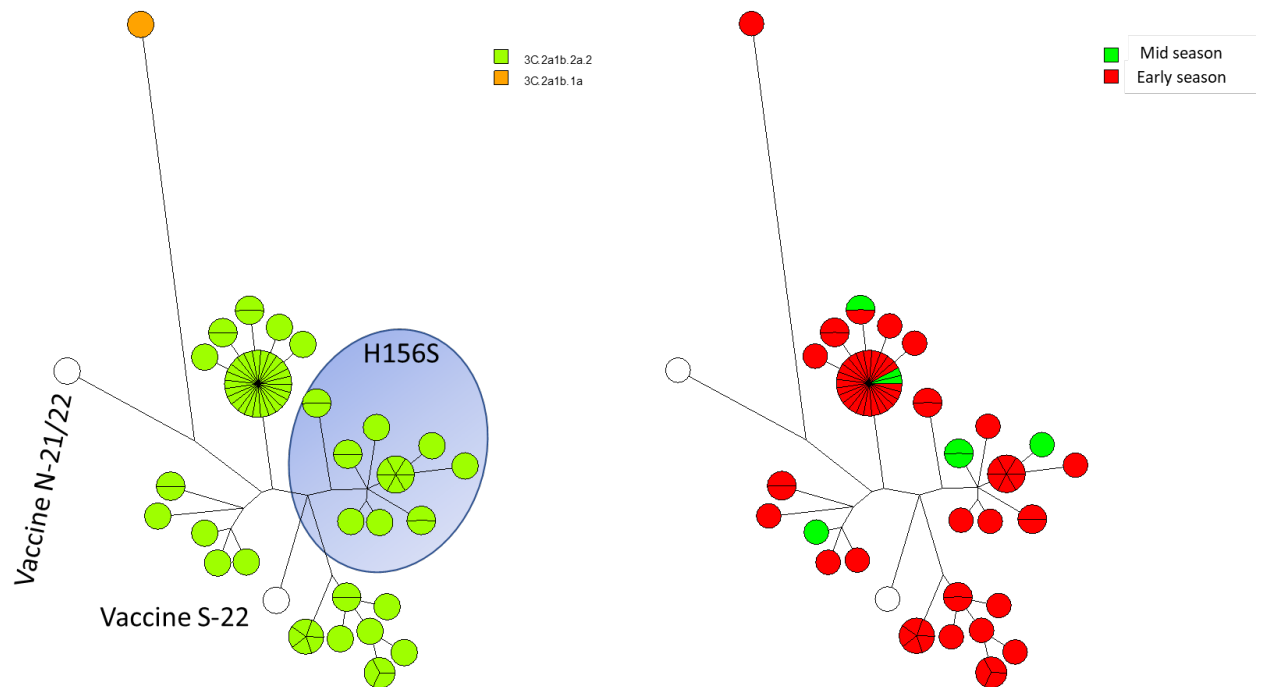 3C.2a1b.2a.2
3C.2a1b.1a
Mid season
Early season
H156S
Vaccine N-21/22
Vaccine S-22